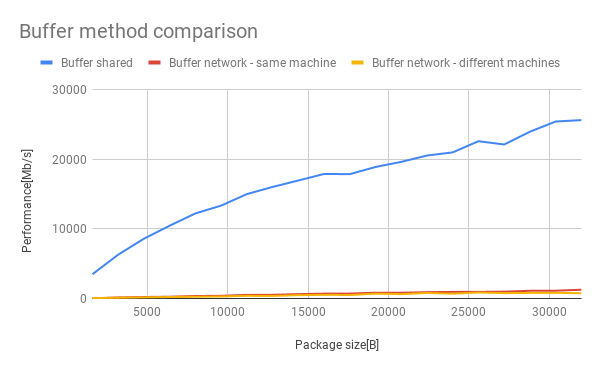 Buffer method comparison
Buffer shared Buffer network - same machine Buffer network - different machines
30000
20000
10000
0
Performance[Mb/s]
5000 10000 15000 20000 25000 30000
Package size[B]